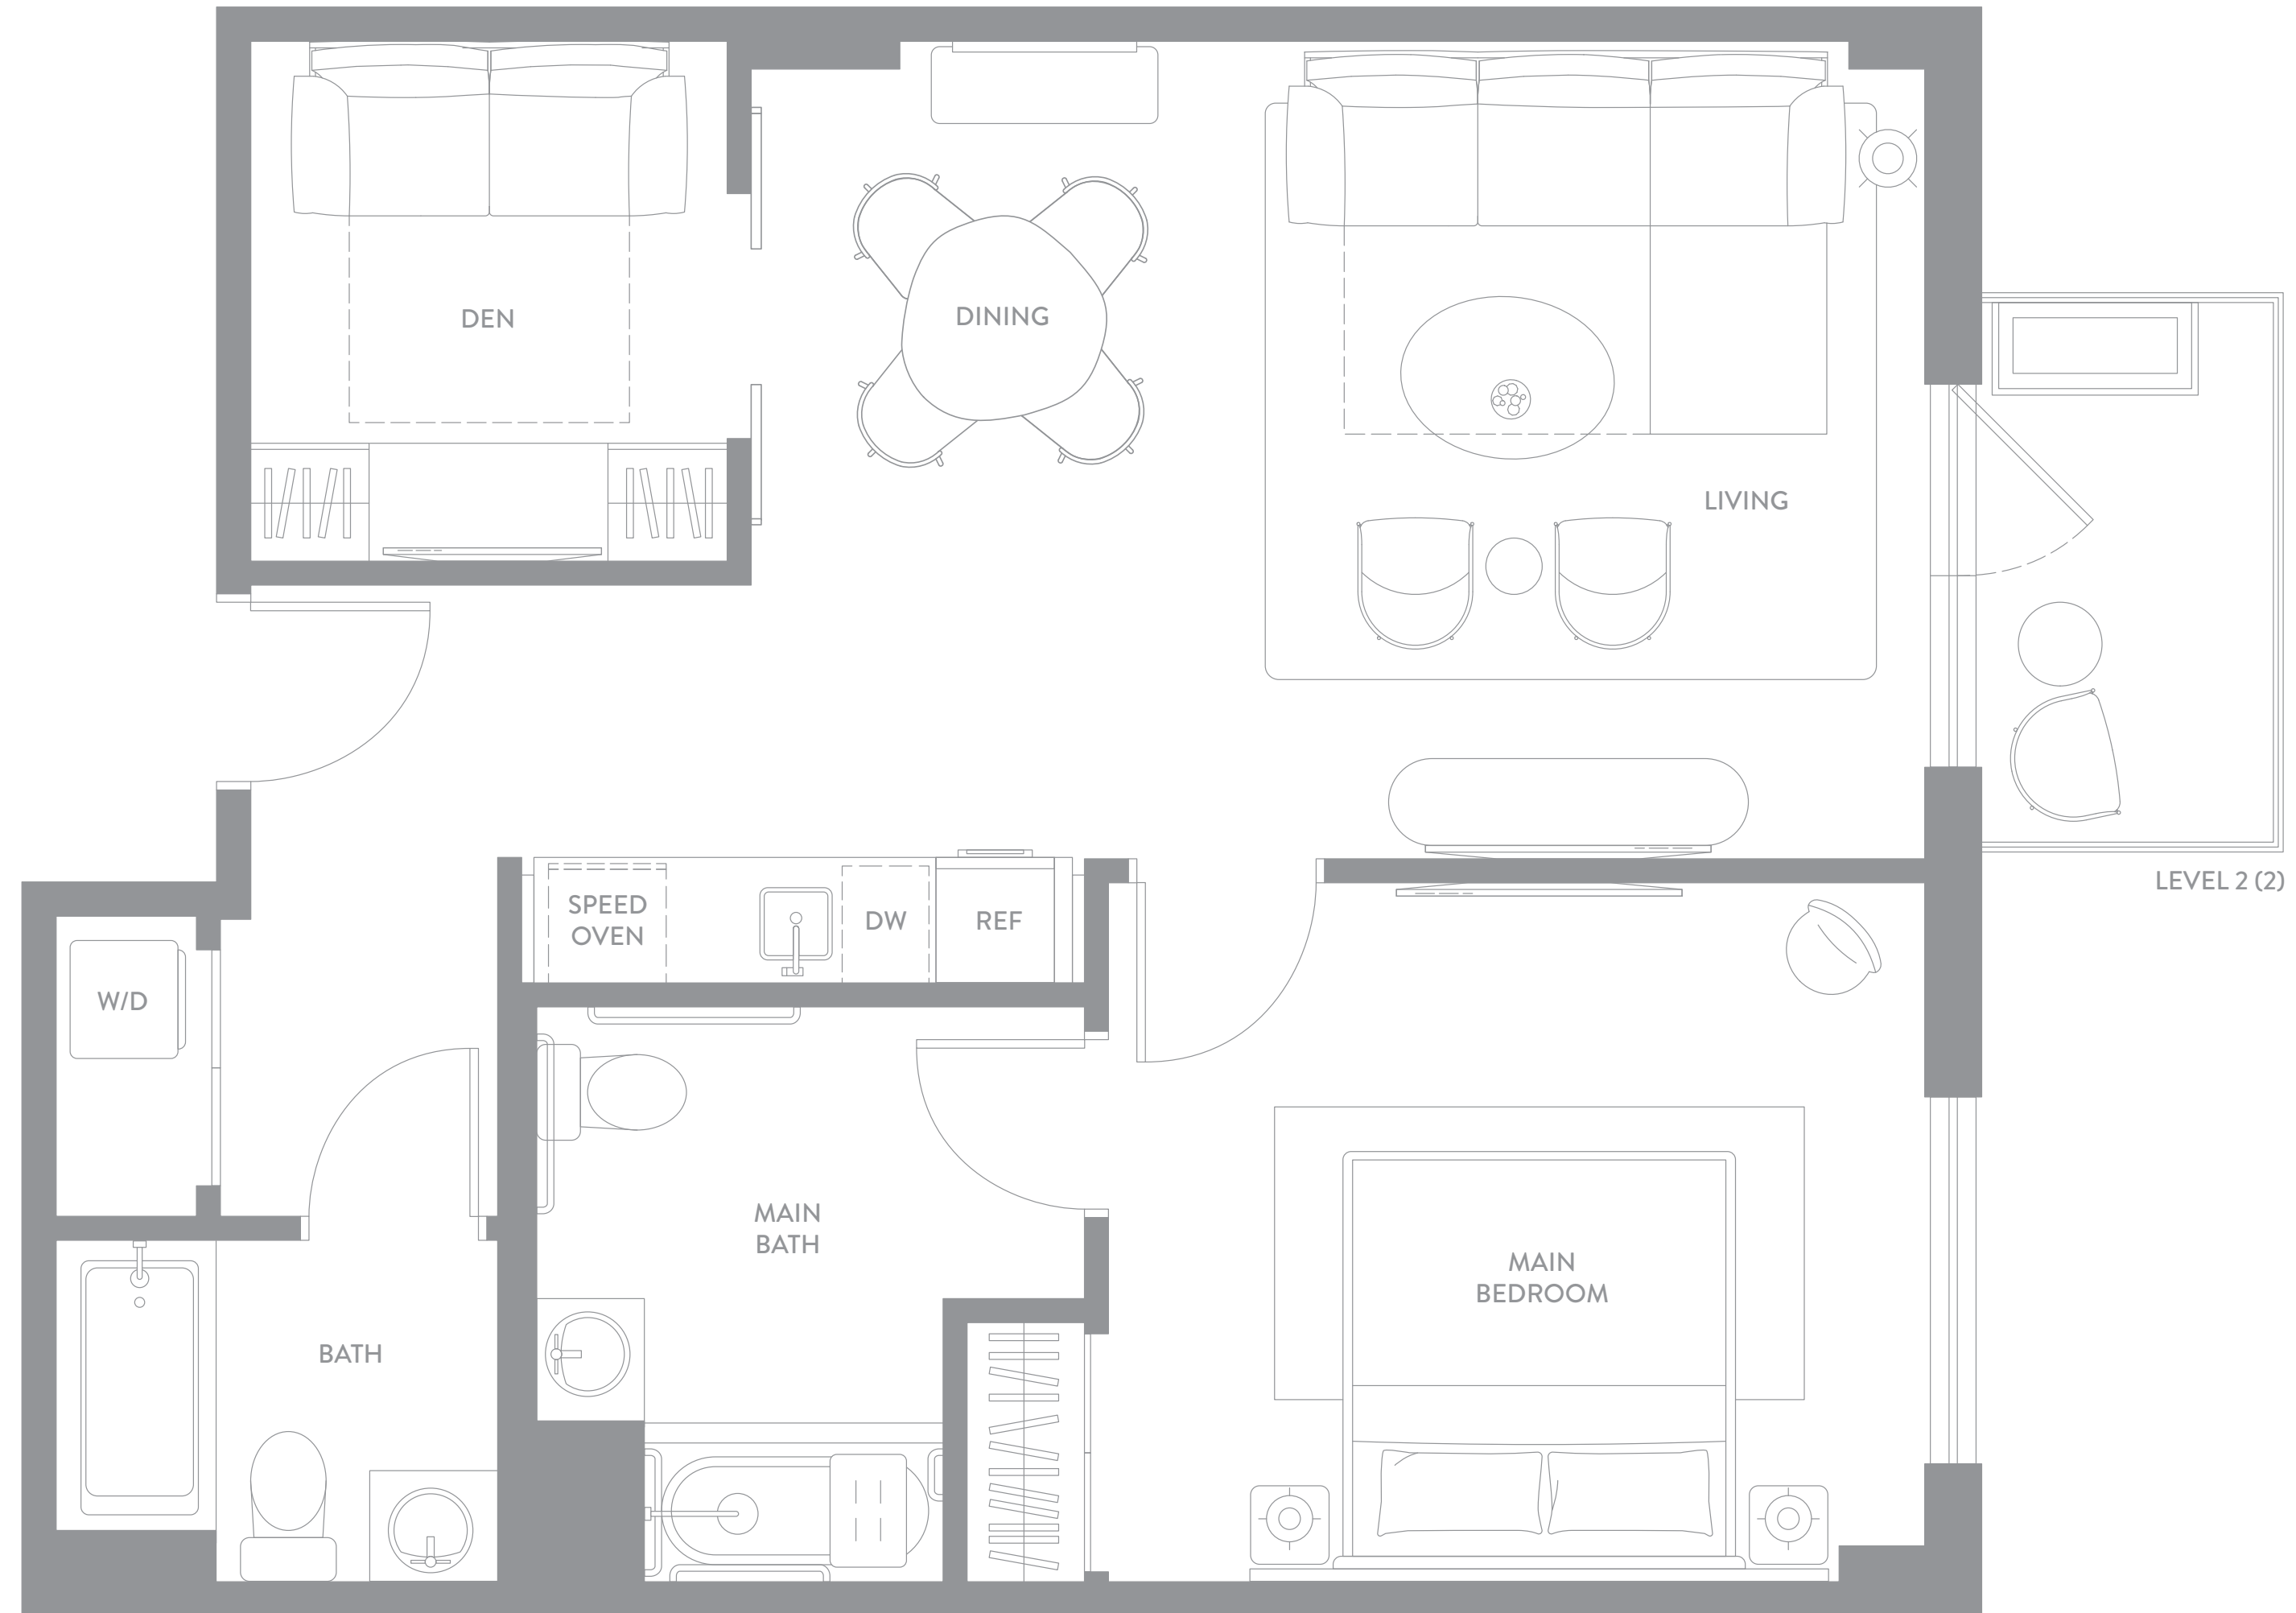 DEN
DINING
LIVING
LEVEL 2 (2)
SPEED
OVEN
DW
REF
W/D
MAIN
BATH
MAIN
BEDROOM
BATH